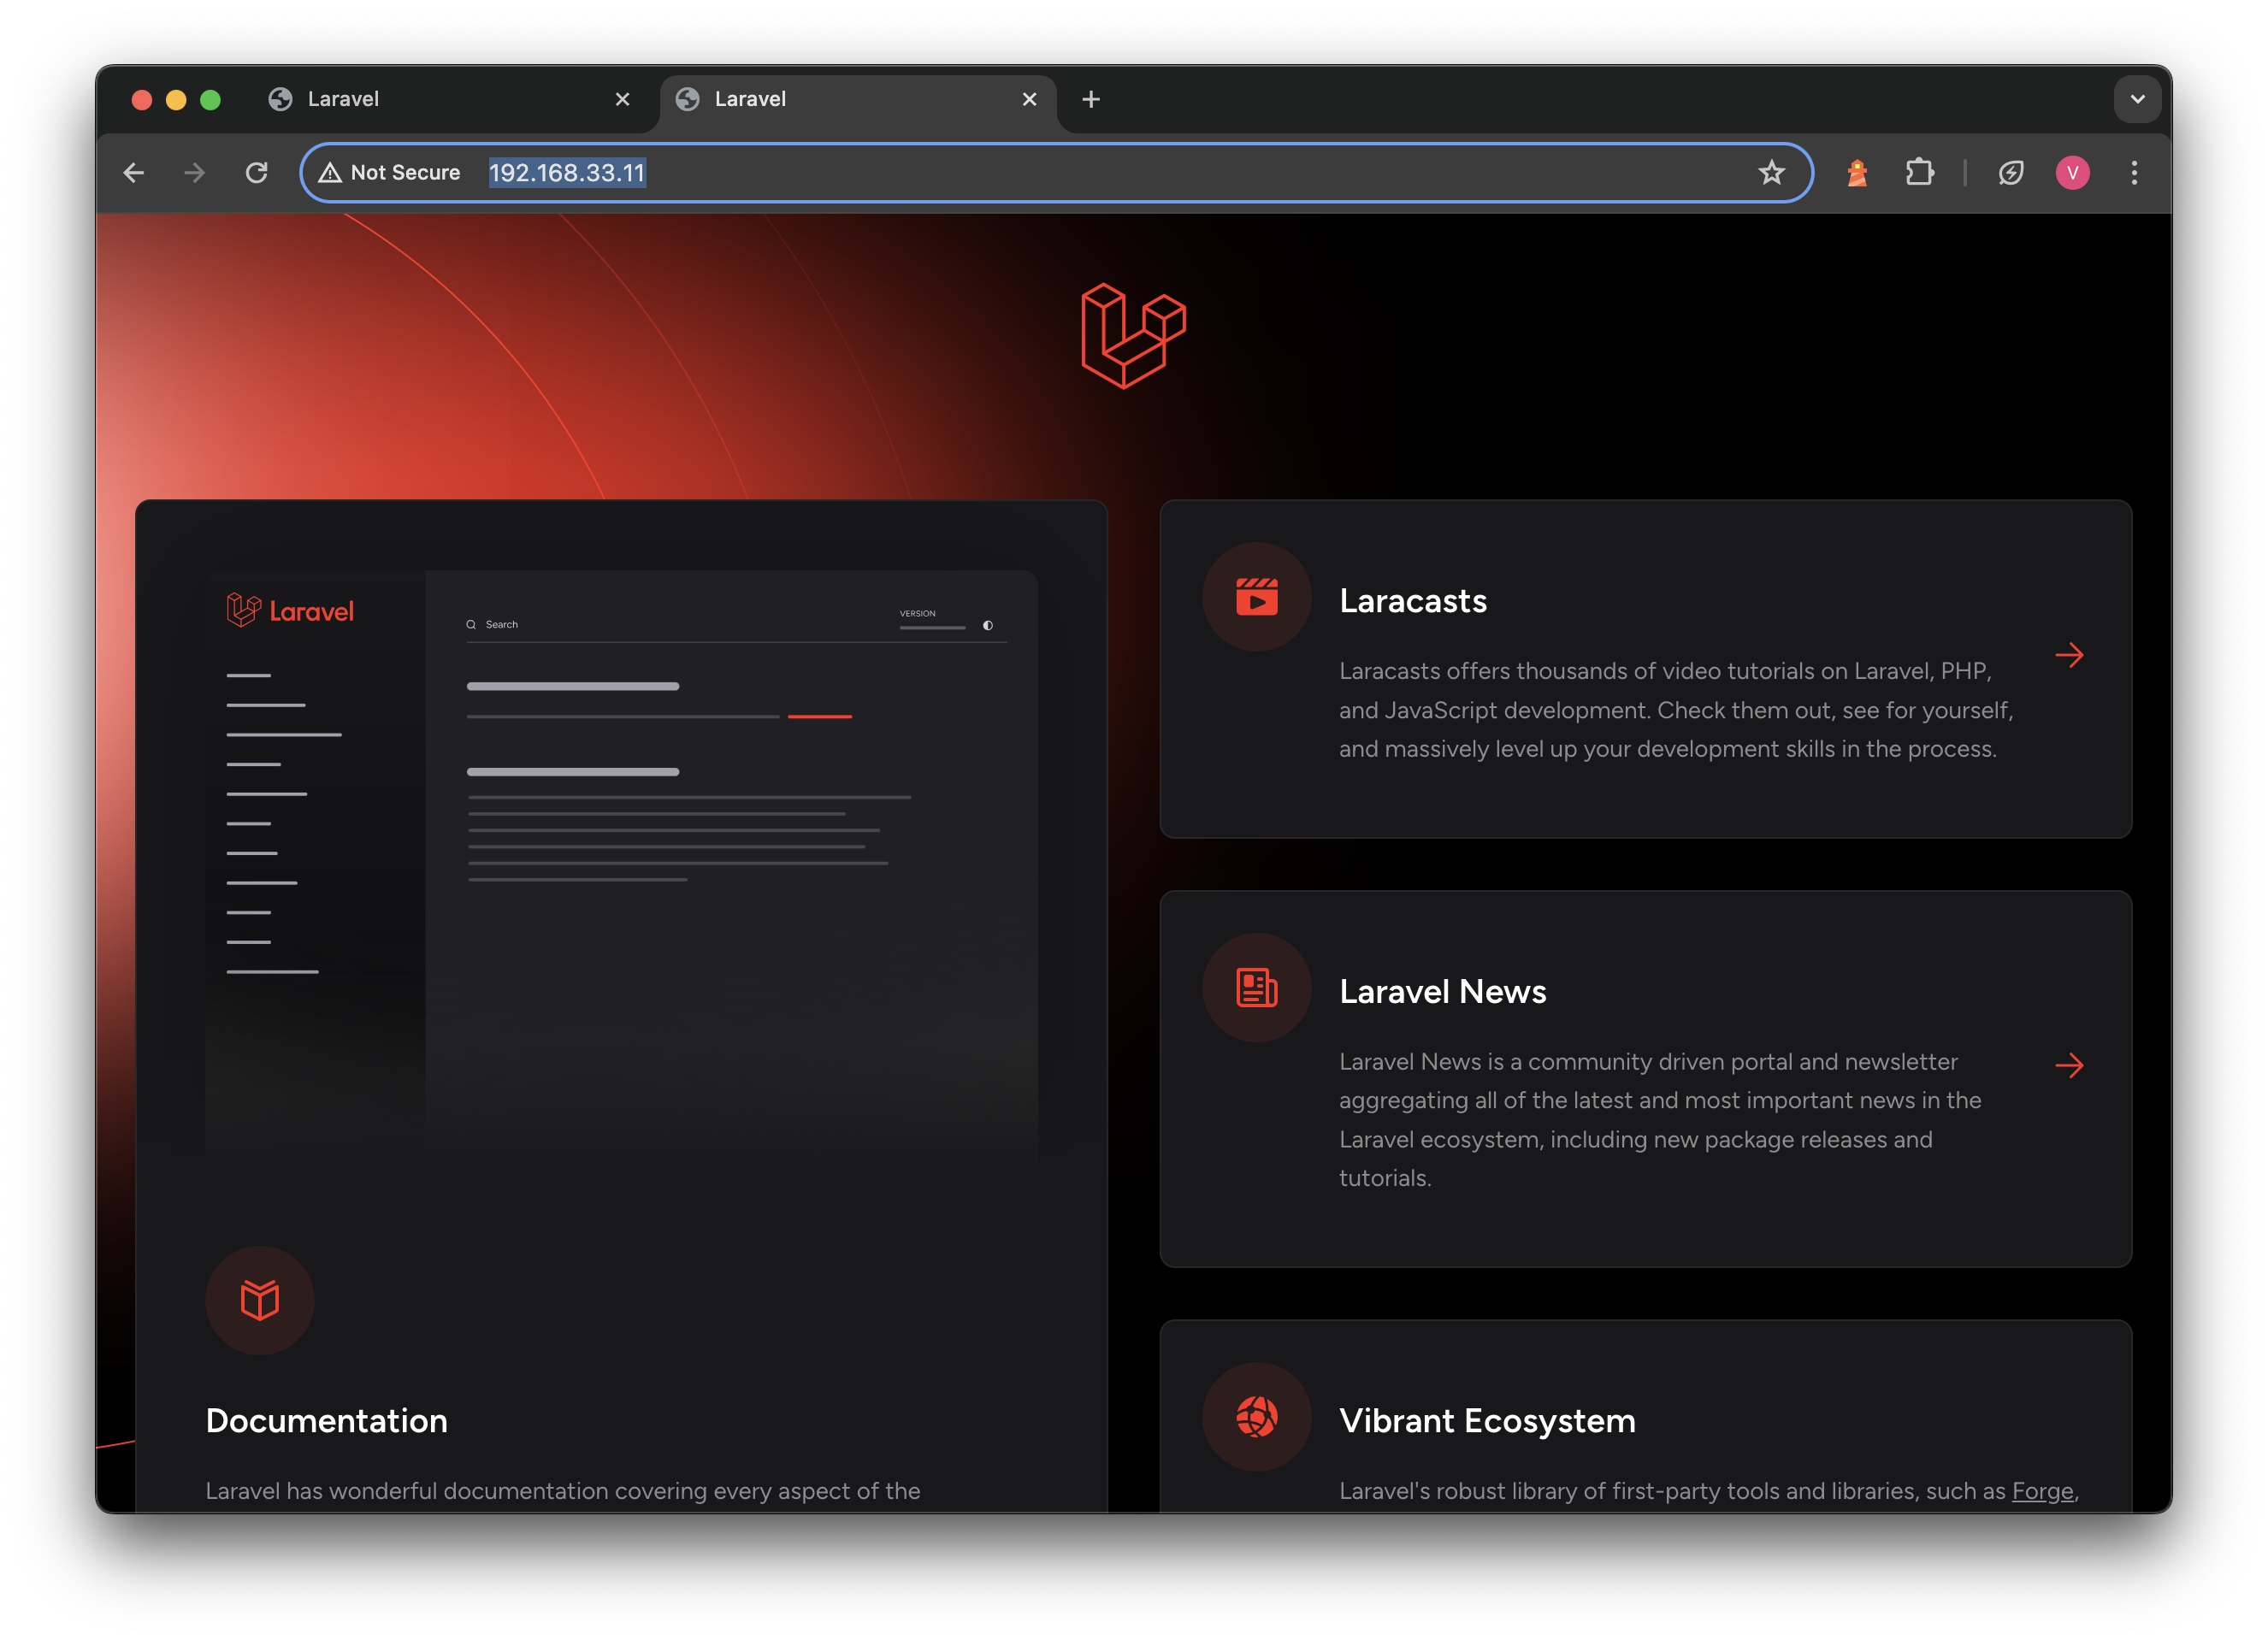 Laravel
Laravel
Not Secure 192.168.33.11
V
Laravel
Search
VERSION
Documentation
Laravel has wonderful documentation covering every aspect of the
Laracasts
Laracasts offers thousands of video tutorials on Laravel, PHP,
and JavaScript development. Check them out, see for yourself,
and massively level up your development skills in the process.
Laravel News
Laravel News is a community driven portal and newsletter
aggregating all of the latest and most important news in the
Laravel ecosystem, including new package releases and
tutorials.
Vibrant Ecosystem
Laravel's robust library of first-party tools and libraries, such as Forge,